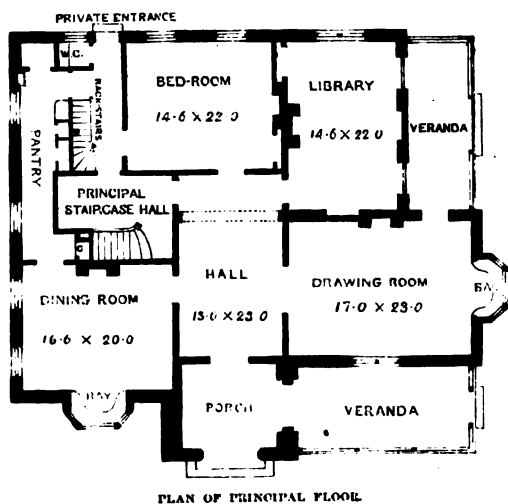 PRIVATE ENTRANCE
W.C.
BACK-STAIRS &c
BED-ROOM
14.6 × 22.0
LIBRARY
14.6 × 22.0
VERANDA
PANTRY
PRINCIPAL
STAIRCASE HALL
HALL
13.0 × 23.0
DRAWING ROOM
17.0 × 23.0
BAY
DINING ROOM
16.6 × 20.0
BAY
PORCH
VERANDA
PLAN OF PRINCIPAL FLOOR.